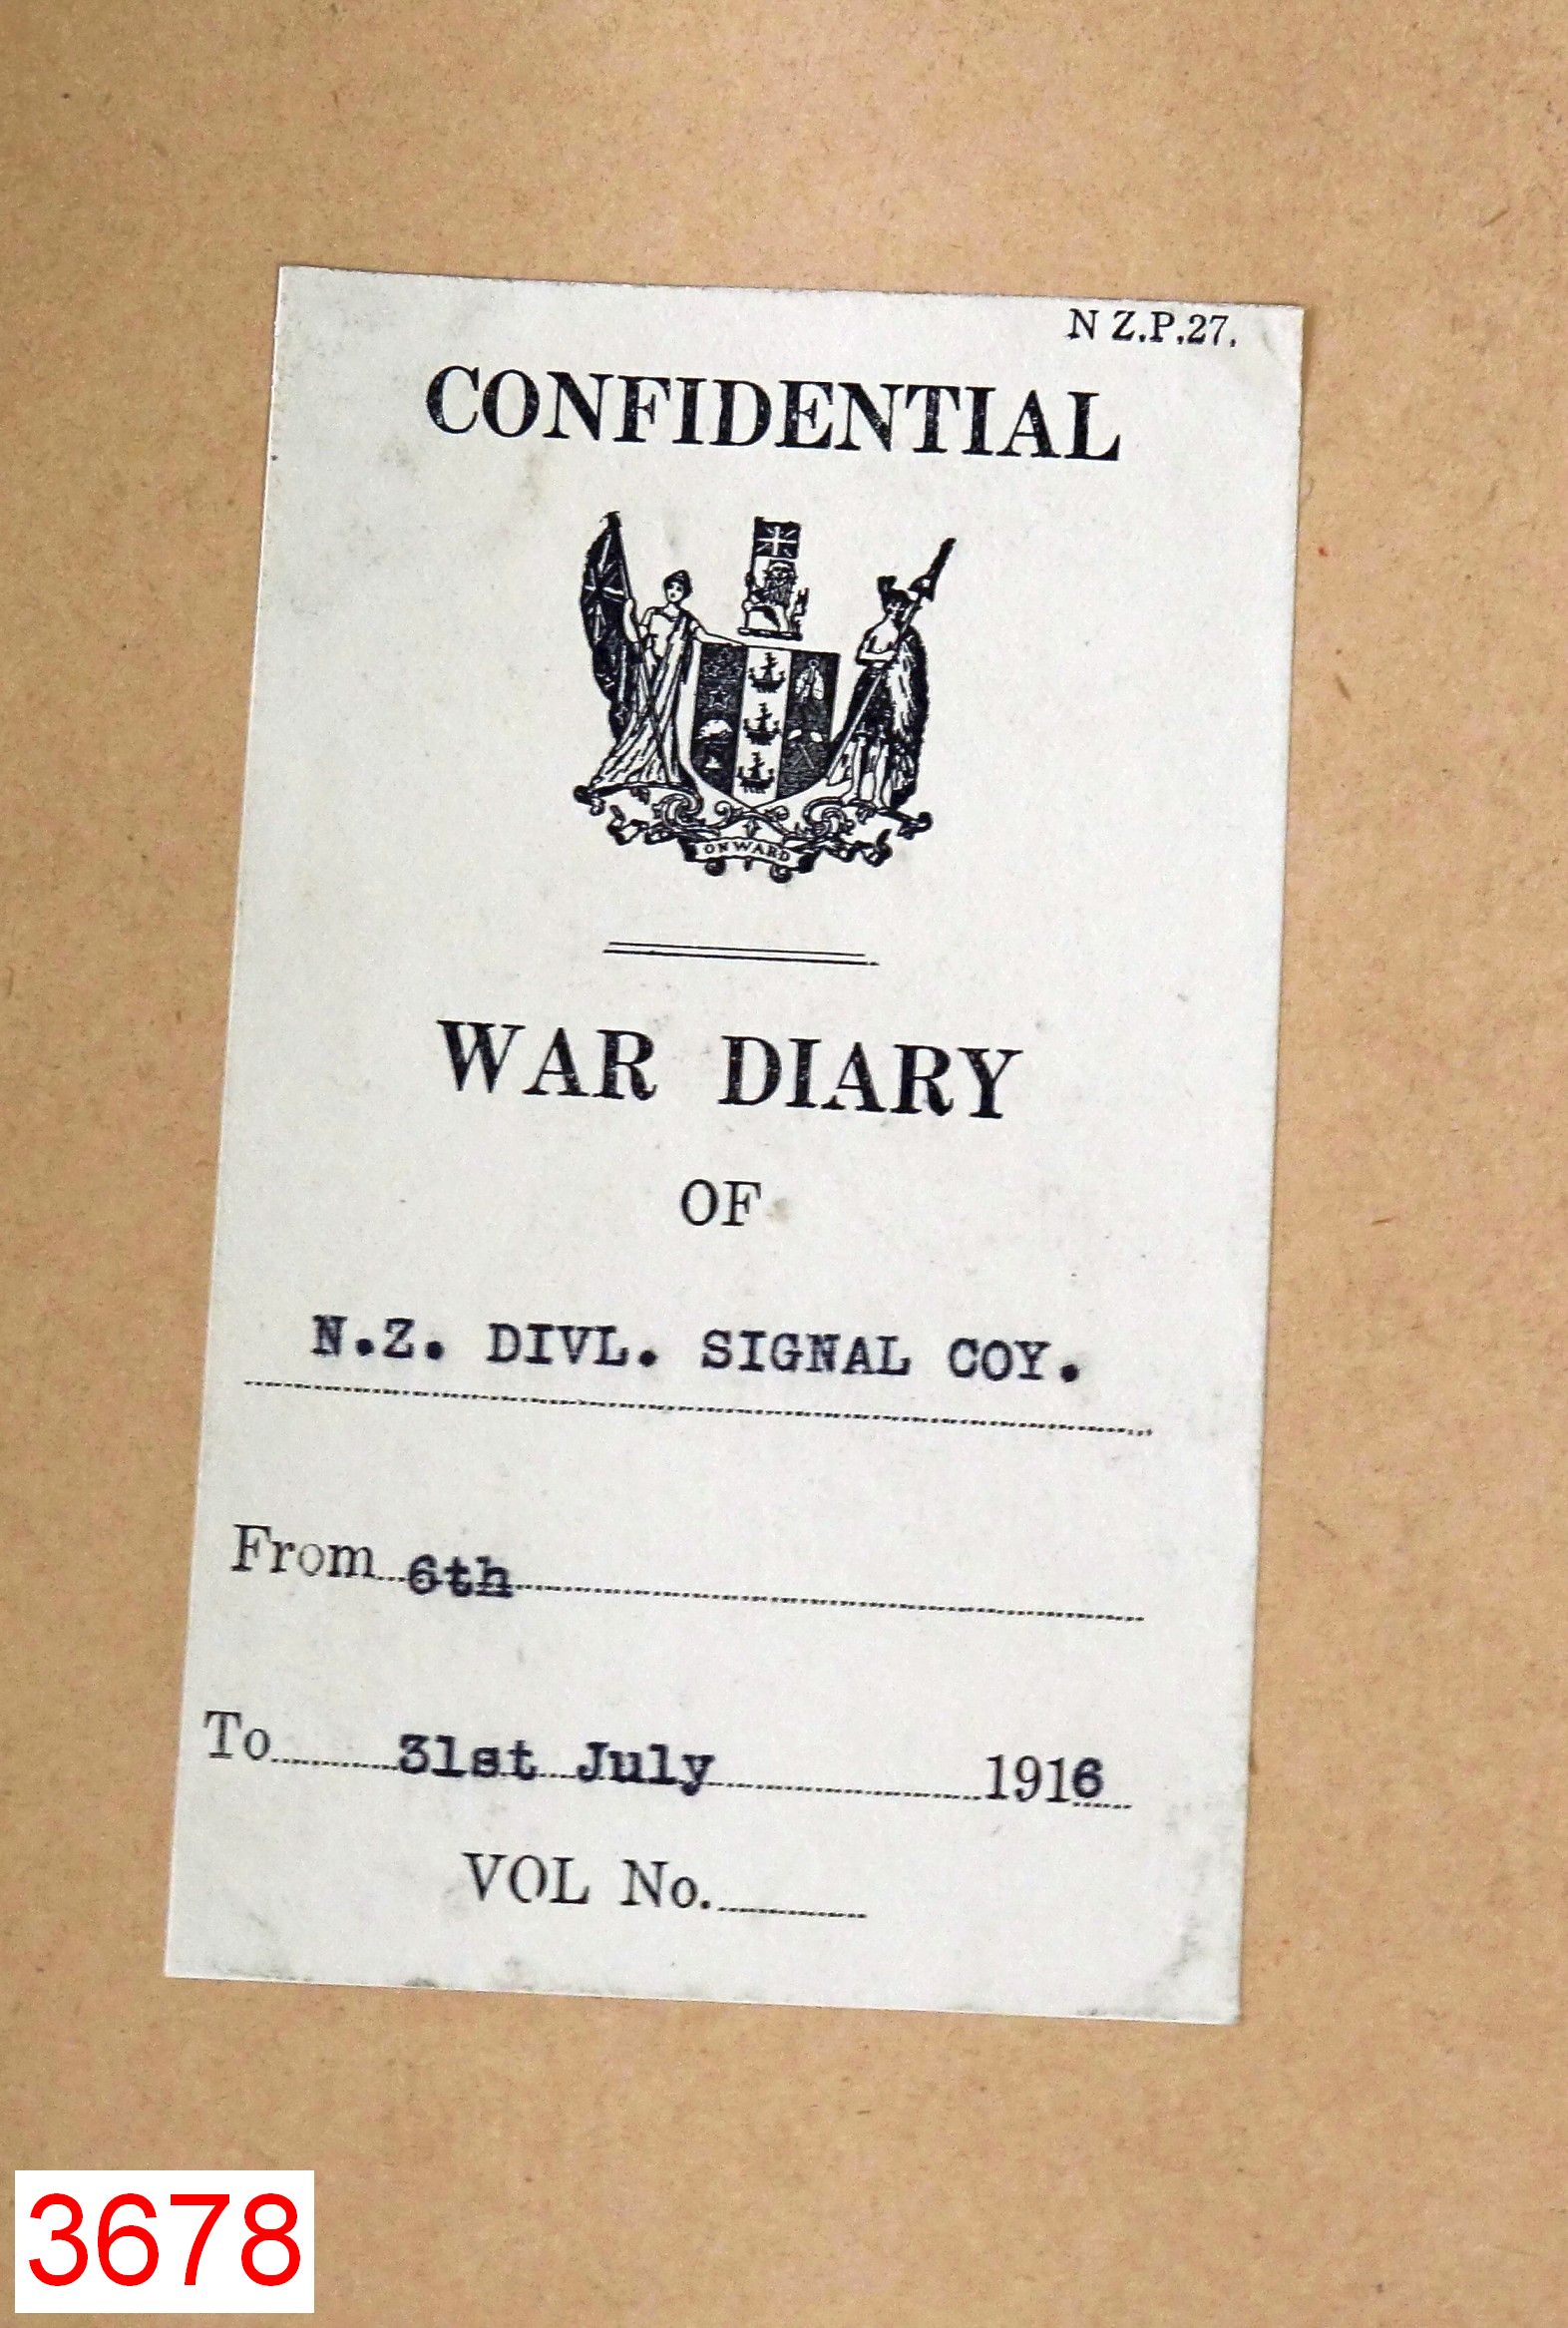 N Z.P.27.
CONFIDENTIAL
ONWARD
WAR DIARY
OF
N.Z. DIVL. SIGNAL COY.
From 6th
To 31st July 1916
VOL No.
3678